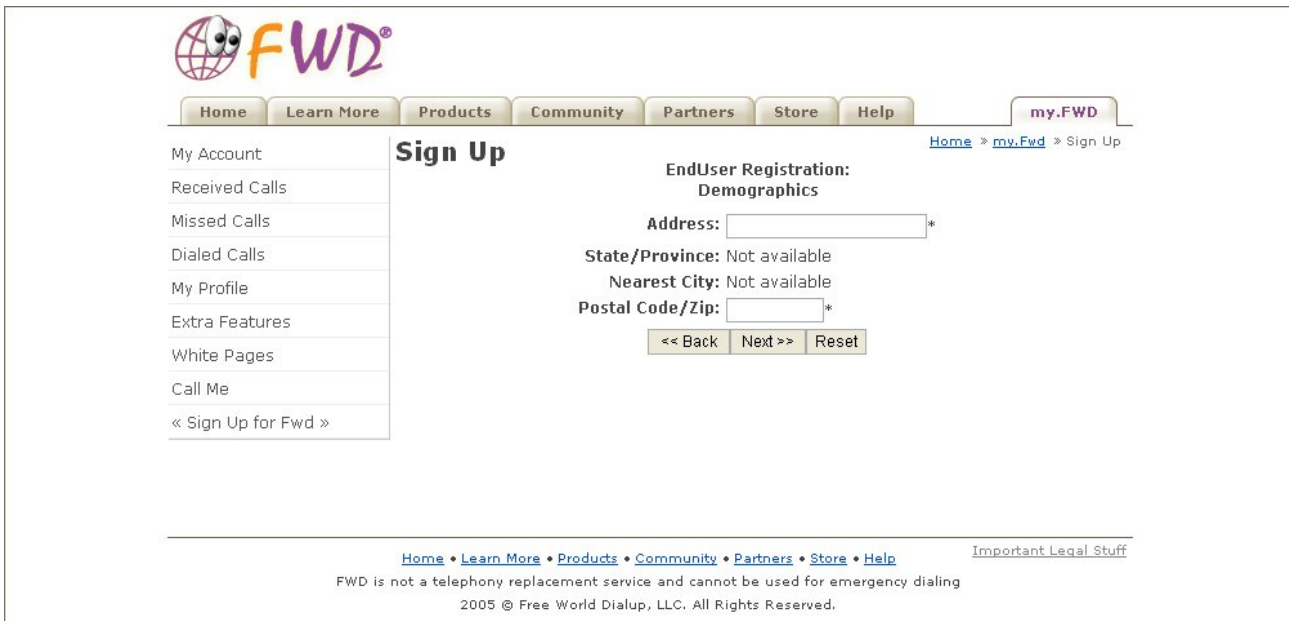 FWD®
Home Learn More Products Community Partners Store Help my.FWD
Home » my.Fwd » Sign Up
My Account
Received Calls
Missed Calls
Dialed Calls
My Profile
Extra Features
White Pages
Call Me
« Sign Up for Fwd »
Sign Up
EndUser Registration:
Demographics
Address: *
State/Province: Not available
Nearest City: Not available
Postal Code/Zip: *
<< Back Next >> Reset
Important Legal Stuff
Home • Learn More • Products • Community • Partners • Store • Help
FWD is not a telephony replacement service and cannot be used for emergency dialing
2005 © Free World Dialup, LLC. All Rights Reserved.